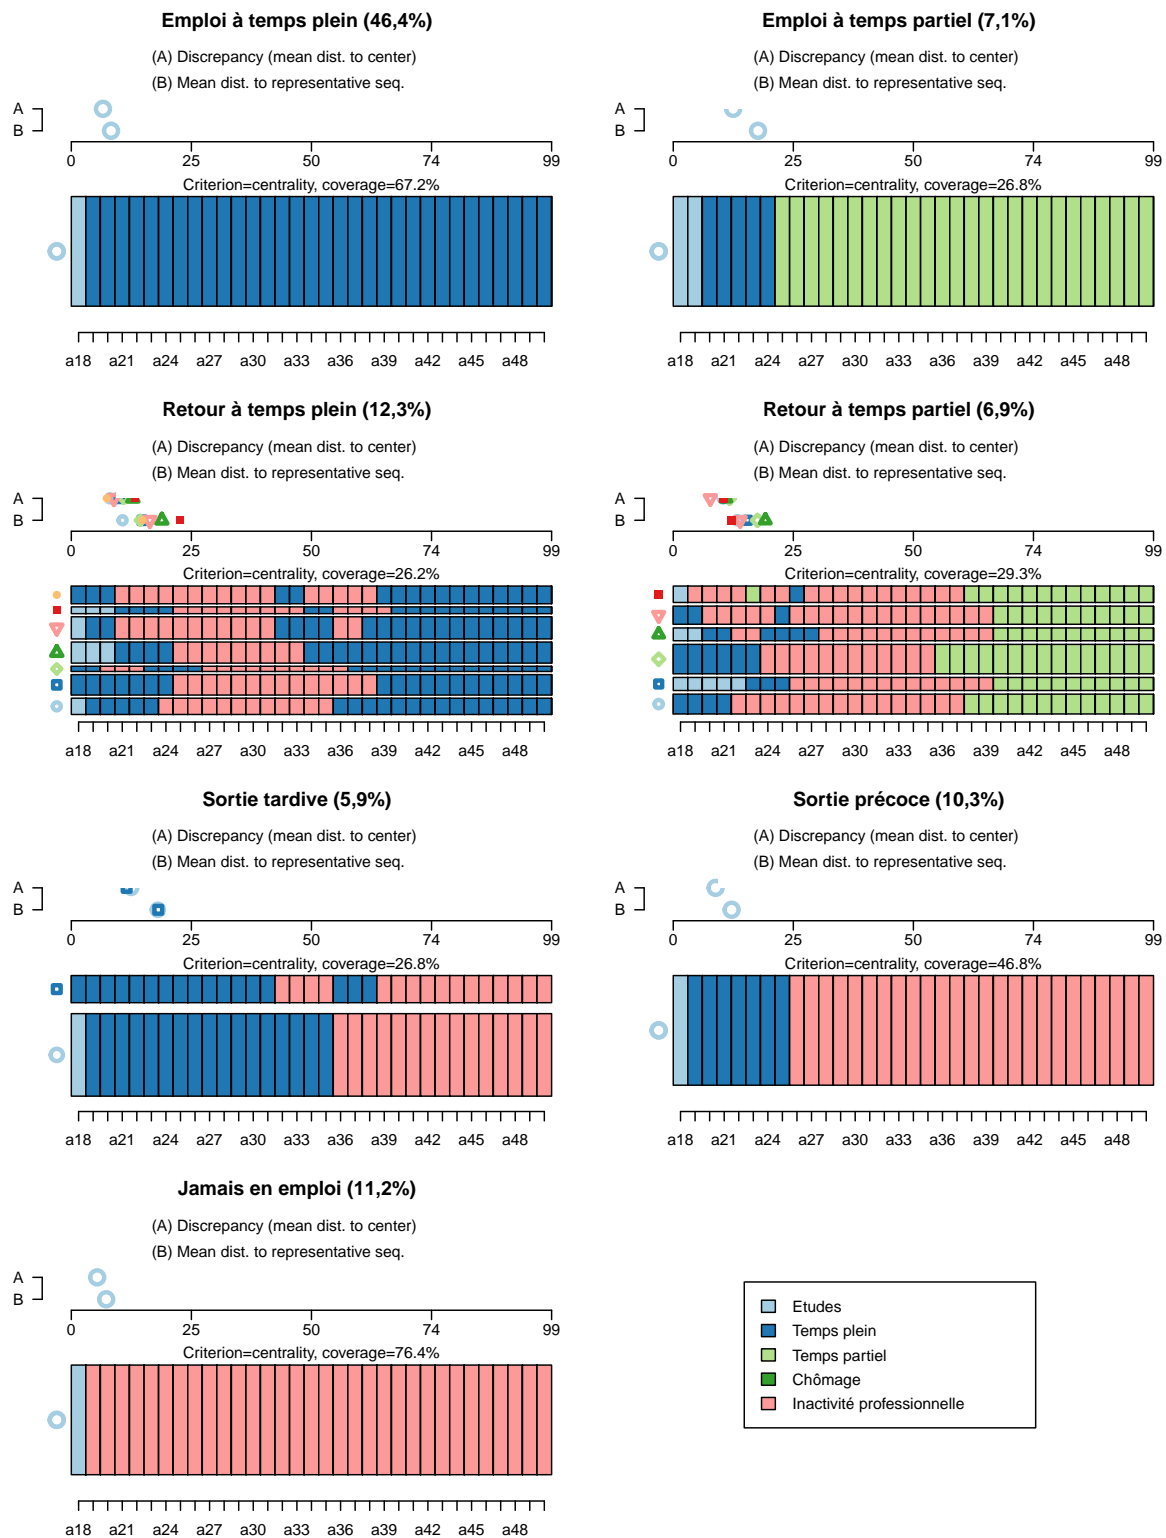 Emploi à temps plein (46,4%)
(A) Discrepancy (mean dist. to center)
(B) Mean dist. to representative seq.
A
B
0 25 50 74 99
Criterion=centrality, coverage=67.2%
a18 a21 a24 a27 a30 a33 a36 a39 a42 a45 a48
Emploi à temps partiel (7,1%)
(A) Discrepancy (mean dist. to center)
(B) Mean dist. to representative seq.
A
B
0 25 50 74 99
Criterion=centrality, coverage=26.8%
a18 a21 a24 a27 a30 a33 a36 a39 a42 a45 a48
Retour à temps plein (12,3%)
(A) Discrepancy (mean dist. to center)
(B) Mean dist. to representative seq.
A
B
0 25 50 74 99
Criterion=centrality, coverage=26.2%
a18 a21 a24 a27 a30 a33 a36 a39 a42 a45 a48
Retour à temps partiel (6,9%)
(A) Discrepancy (mean dist. to center)
(B) Mean dist. to representative seq.
A
B
0 25 50 74 99
Criterion=centrality, coverage=29.3%
a18 a21 a24 a27 a30 a33 a36 a39 a42 a45 a48
Sortie tardive (5,9%)
(A) Discrepancy (mean dist. to center)
(B) Mean dist. to representative seq.
A
B
0 25 50 74 99
Criterion=centrality, coverage=26.8%
a18 a21 a24 a27 a30 a33 a36 a39 a42 a45 a48
Sortie précoce (10,3%)
(A) Discrepancy (mean dist. to center)
(B) Mean dist. to representative seq.
A
B
0 25 50 74 99
Criterion=centrality, coverage=46.8%
a18 a21 a24 a27 a30 a33 a36 a39 a42 a45 a48
Jamais en emploi (11,2%)
(A) Discrepancy (mean dist. to center)
(B) Mean dist. to representative seq.
A
B
0 25 50 74 99
Criterion=centrality, coverage=76.4%
a18 a21 a24 a27 a30 a33 a36 a39 a42 a45 a48
Etudes
Temps plein
Temps partiel
Chômage
Inactivité professionnelle